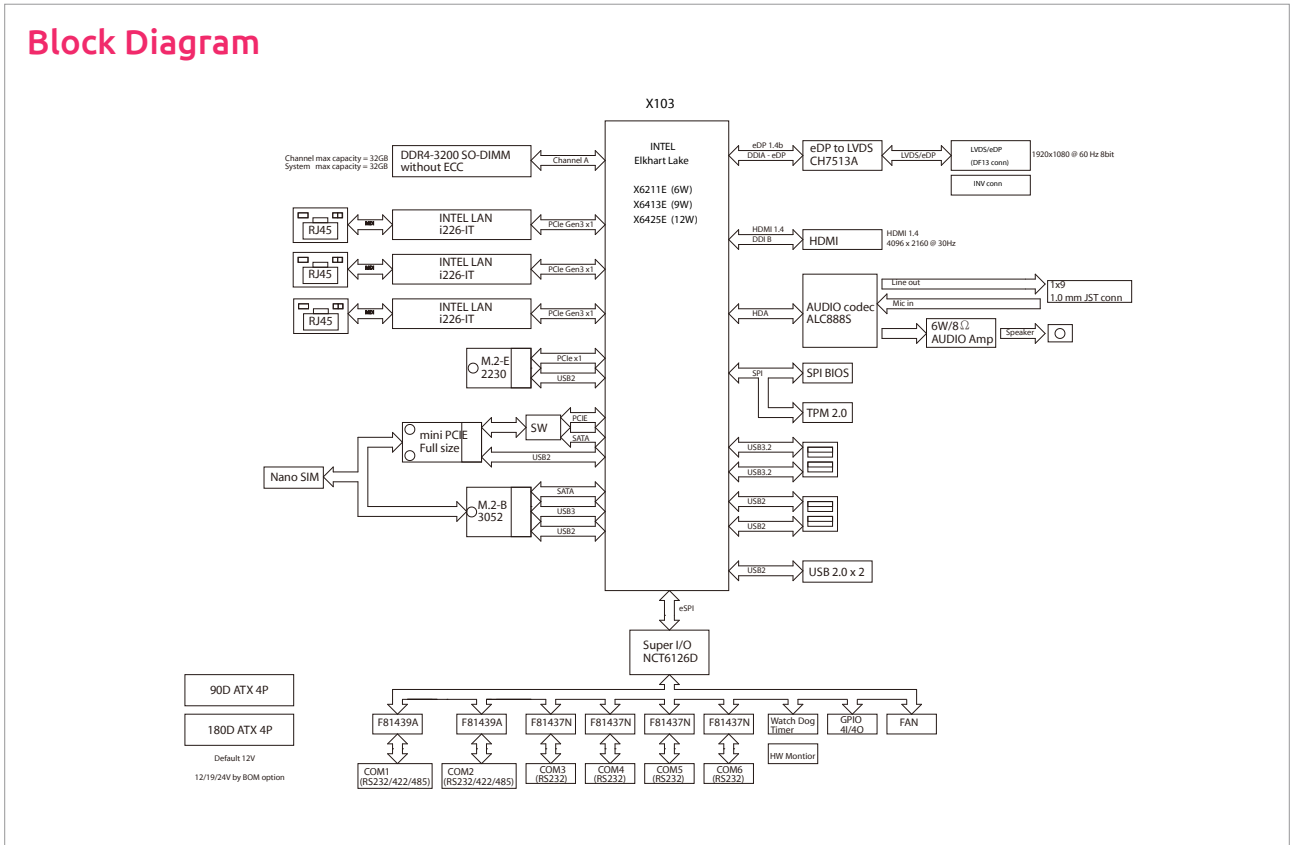 Block Diagram
X103
INTEL
Elkhart Lake
X6211E (6W)
X6413E (9W)
X6425E (12W)
Channel max capacity = 32GB
System max capacity = 32GB
DDR4-3200 SO-DIMM
without ECC
Channel A
RJ45
MDI
INTEL LAN
i226-IT
PCIe Gen3 x1
RJ45
MDI
INTEL LAN
i226-IT
PCIe Gen3 x1
RJ45
MDI
INTEL LAN
i226-IT
PCIe Gen3 x1
M.2-E
2230
PCIe x1
USB2
mini PCIE
Full size
SW
PCIE
SATA
USB2
Nano SIM
M.2-B
3052
SATA
USB3
USB2
eDP 1.4b
DDIA - eDP
eDP to LVDS
CH7513A
LVDS/eDP
LVDS/eDP
(DF13 conn)
1920x1080 @ 60 Hz 8bit
INV conn
HDMI 1.4
DDI B
HDMI
HDMI 1.4
4096 x 2160 @ 30Hz
HDA
AUDIO codec
ALC888S
Line out
Mic in
1x9
1.0 mm JST conn
6W/8Ω
AUDIO Amp
Speaker
SPI
SPI BIOS
TPM 2.0
USB3.2
USB3.2
USB2
USB2
USB2
USB 2.0 x 2
eSPI
Super I/O
NCT6126D
90D ATX 4P
180D ATX 4P
Default 12V
12/19/24V by BOM option
F81439A
F81439A
F81437N
F81437N
F81437N
F81437N
Watch Dog
Timer
GPIO
4I/4O
FAN
HW Montior
COM1
(RS232/422/485)
COM2
(RS232/422/485)
COM3
(RS232)
COM4
(RS232)
COM5
(RS232)
COM6
(RS232)